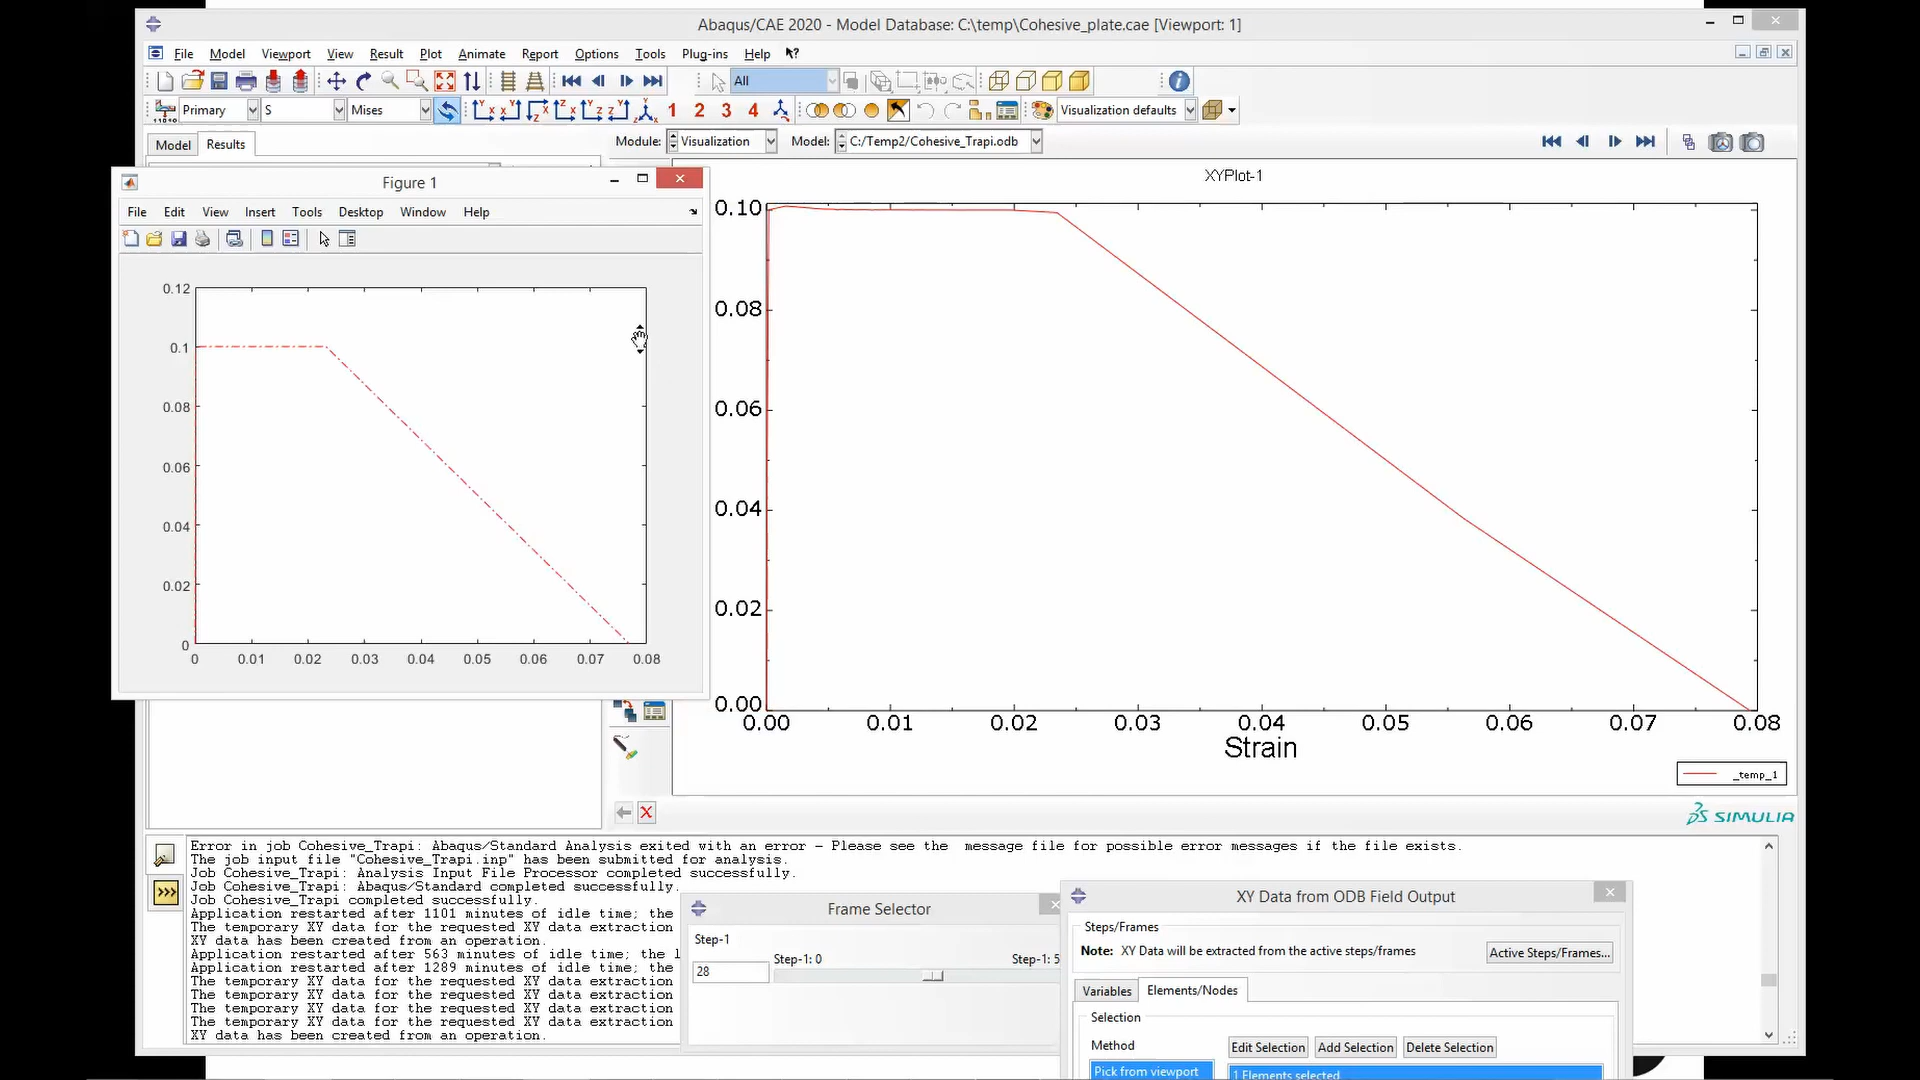 Abaqus/CAE 2020 - Model Database: C:\temp\Cohesive_plate.cae [Viewport: 1]
File Model Viewport View Result Plot Animate Report Options Tools Plug-ins Help
All
Primary S Mises 1 2 3 4 Visualization defaults
Model Results
Module: Visualization Model: C:/Temp2/Cohesive_Trapi.odb
Figure 1
File Edit View Insert Tools Desktop Window Help
0.12
0.1
0.08
0.06
0.04
0.02
0
0 0.01 0.02 0.03 0.04 0.05 0.06 0.07 0.08
XYPlot-1
0.10
0.08
0.06
0.04
0.02
0.00
0.00 0.01 0.02 0.03 0.04 0.05 0.06 0.07 0.08
Strain
_temp_1
SIMULIA
Error in job Cohesive_Trapi: Abaqus/Standard Analysis exited with an error - Please see the message file for possible error messages if the file exists.
The job input file "Cohesive_Trapi.inp" has been submitted for analysis.
Job Cohesive_Trapi: Analysis Input File Processor completed successfully.
Job Cohesive_Trapi: Abaqus/Standard completed successfully.
Job Cohesive_Trapi completed successfully.
Application restarted after 1101 minutes of idle time; the
The temporary XY data for the requested XY data extraction
XY data has been created from an operation.
Application restarted after 563 minutes of idle time; the l
Application restarted after 1289 minutes of idle time; the
The temporary XY data for the requested XY data extraction
The temporary XY data for the requested XY data extraction
The temporary XY data for the requested XY data extraction
The temporary XY data for the requested XY data extraction
XY data has been created from an operation.
Frame Selector
Step-1
28
Step-1: 0 Step-1: 5
XY Data from ODB Field Output
Steps/Frames
Note: XY Data will be extracted from the active steps/frames Active Steps/Frames...
Variables Elements/Nodes
Selection
Method Edit Selection Add Selection Delete Selection
Pick from viewport 1 Elements selected